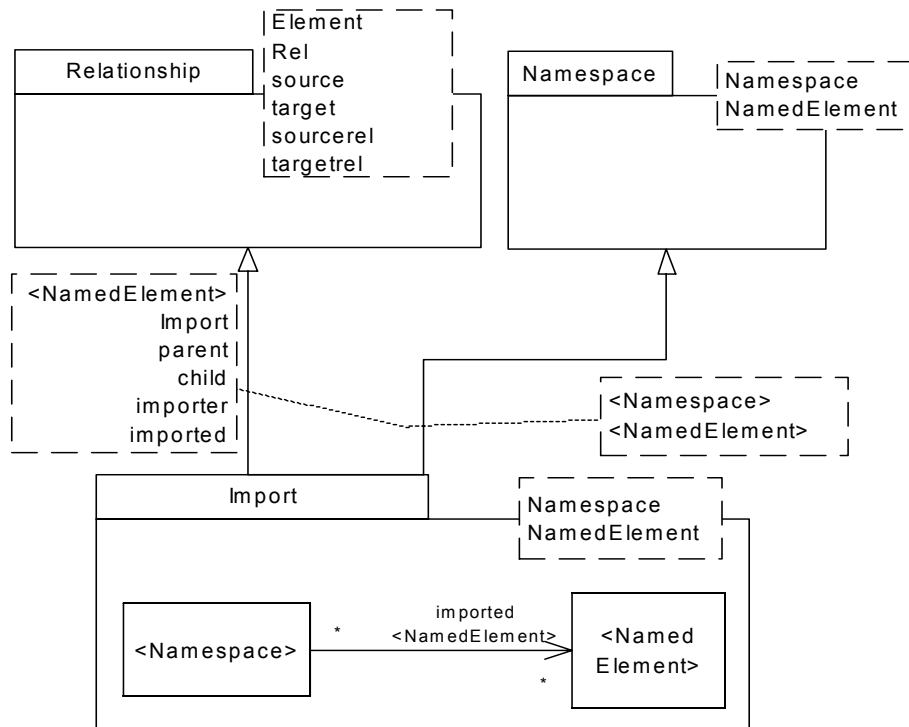 Relationship
Element
Rel
source
target
sourcerel
targetrel
Namespace
Namespace
NamedElement
<NamedElement>
Import
parent
child
importer
imported
<Namespace>
<NamedElement>
Import
Namespace
NamedElement
<Namespace>
*
imported
<NamedElement>
*
<Named
Element>